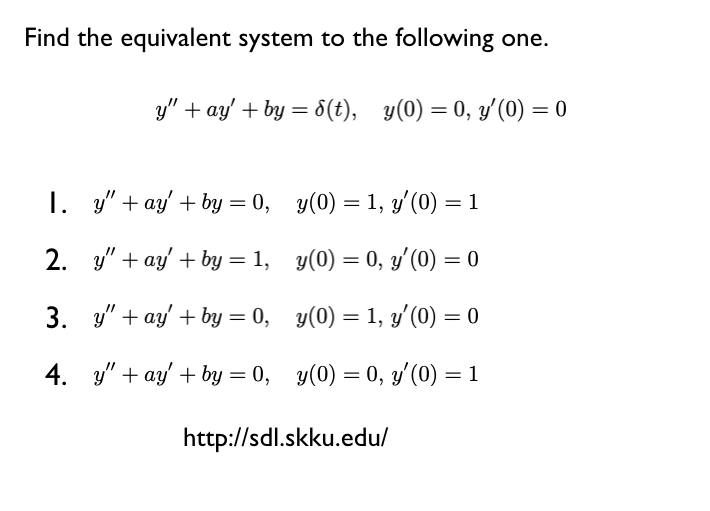 Find the equivalent system to the following one.
y′′ + ay′ + by = δ(t), y(0) = 0, y′(0) = 0
1. y′′ + ay′ + by = 0, y(0) = 1, y′(0) = 1
2. y′′ + ay′ + by = 1, y(0) = 0, y′(0) = 0
3. y′′ + ay′ + by = 0, y(0) = 1, y′(0) = 0
4. y′′ + ay′ + by = 0, y(0) = 0, y′(0) = 1
http://sdl.skku.edu/